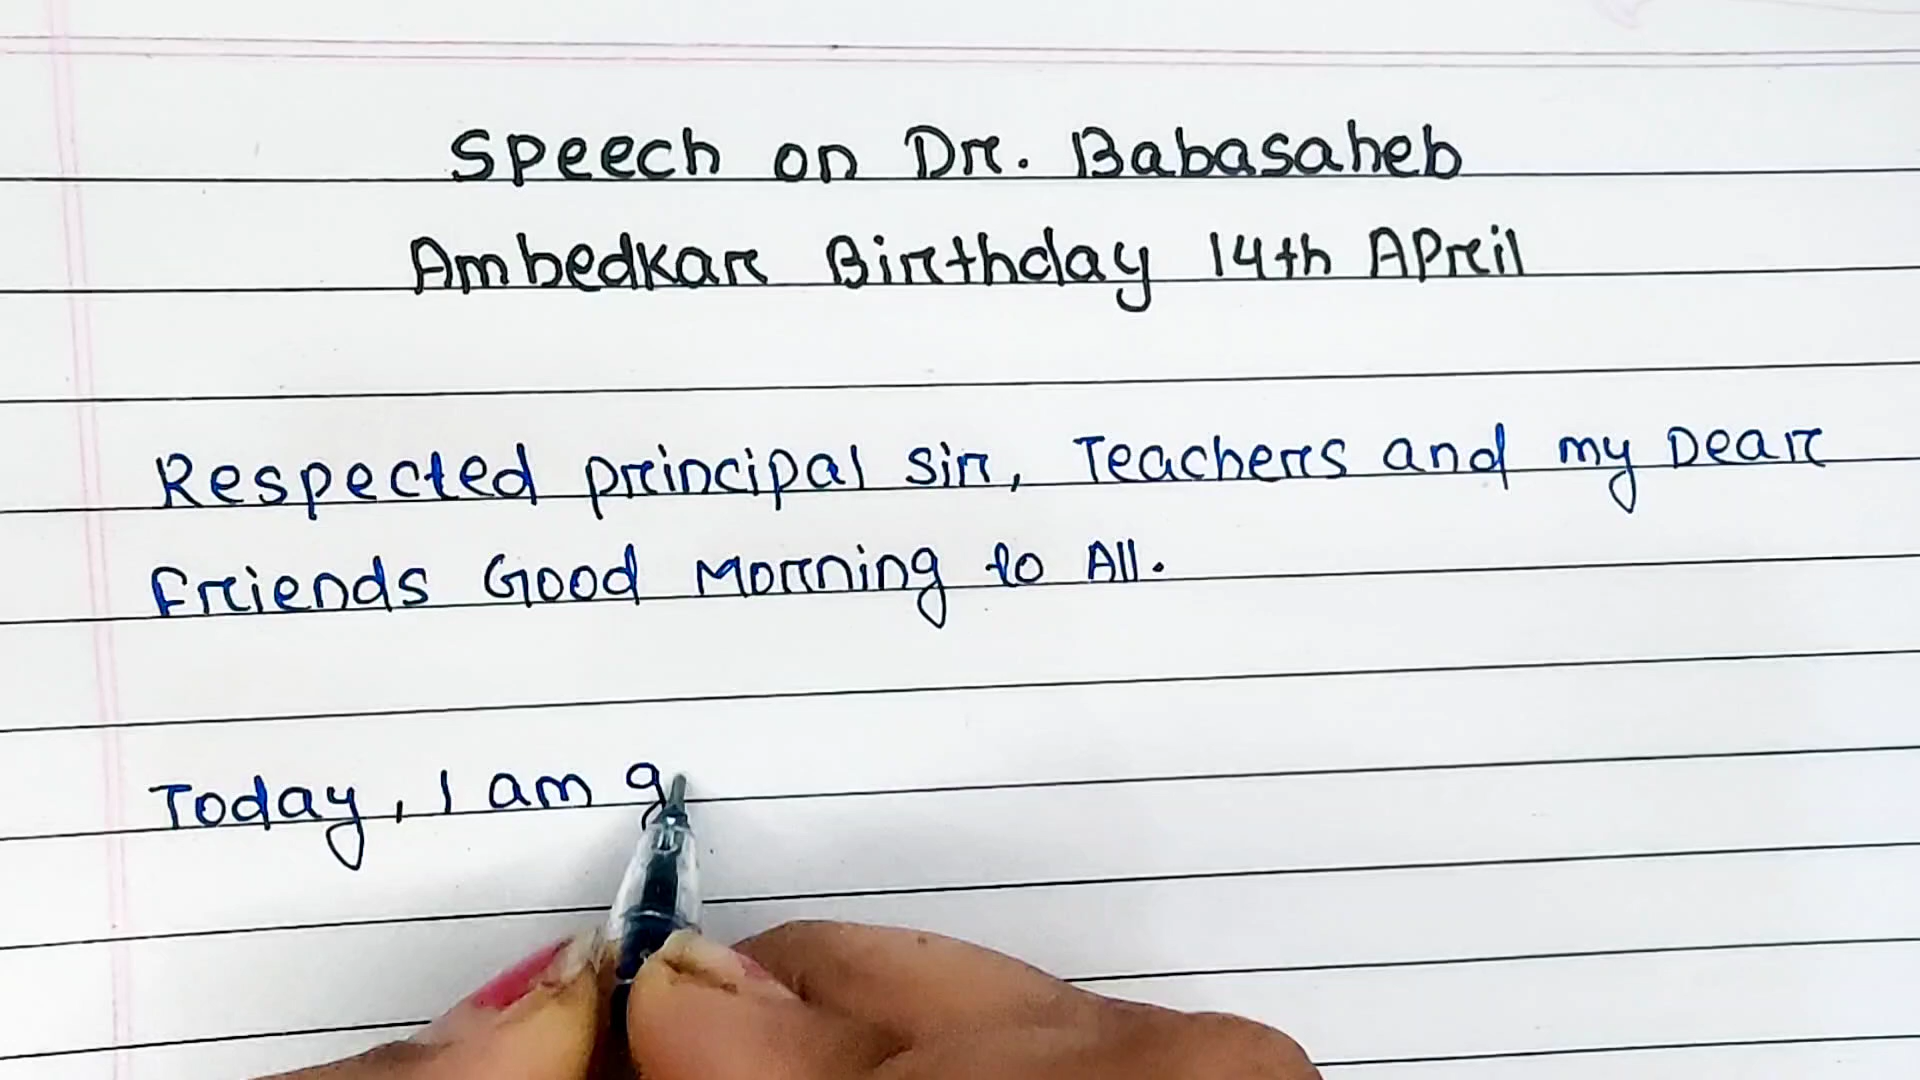 Speech on Dr. Babasaheb
Ambedkar Birthday 14th April
Respected principal sir, Teachers and my Dear
Friends Good Morning to All.
Today, I am g